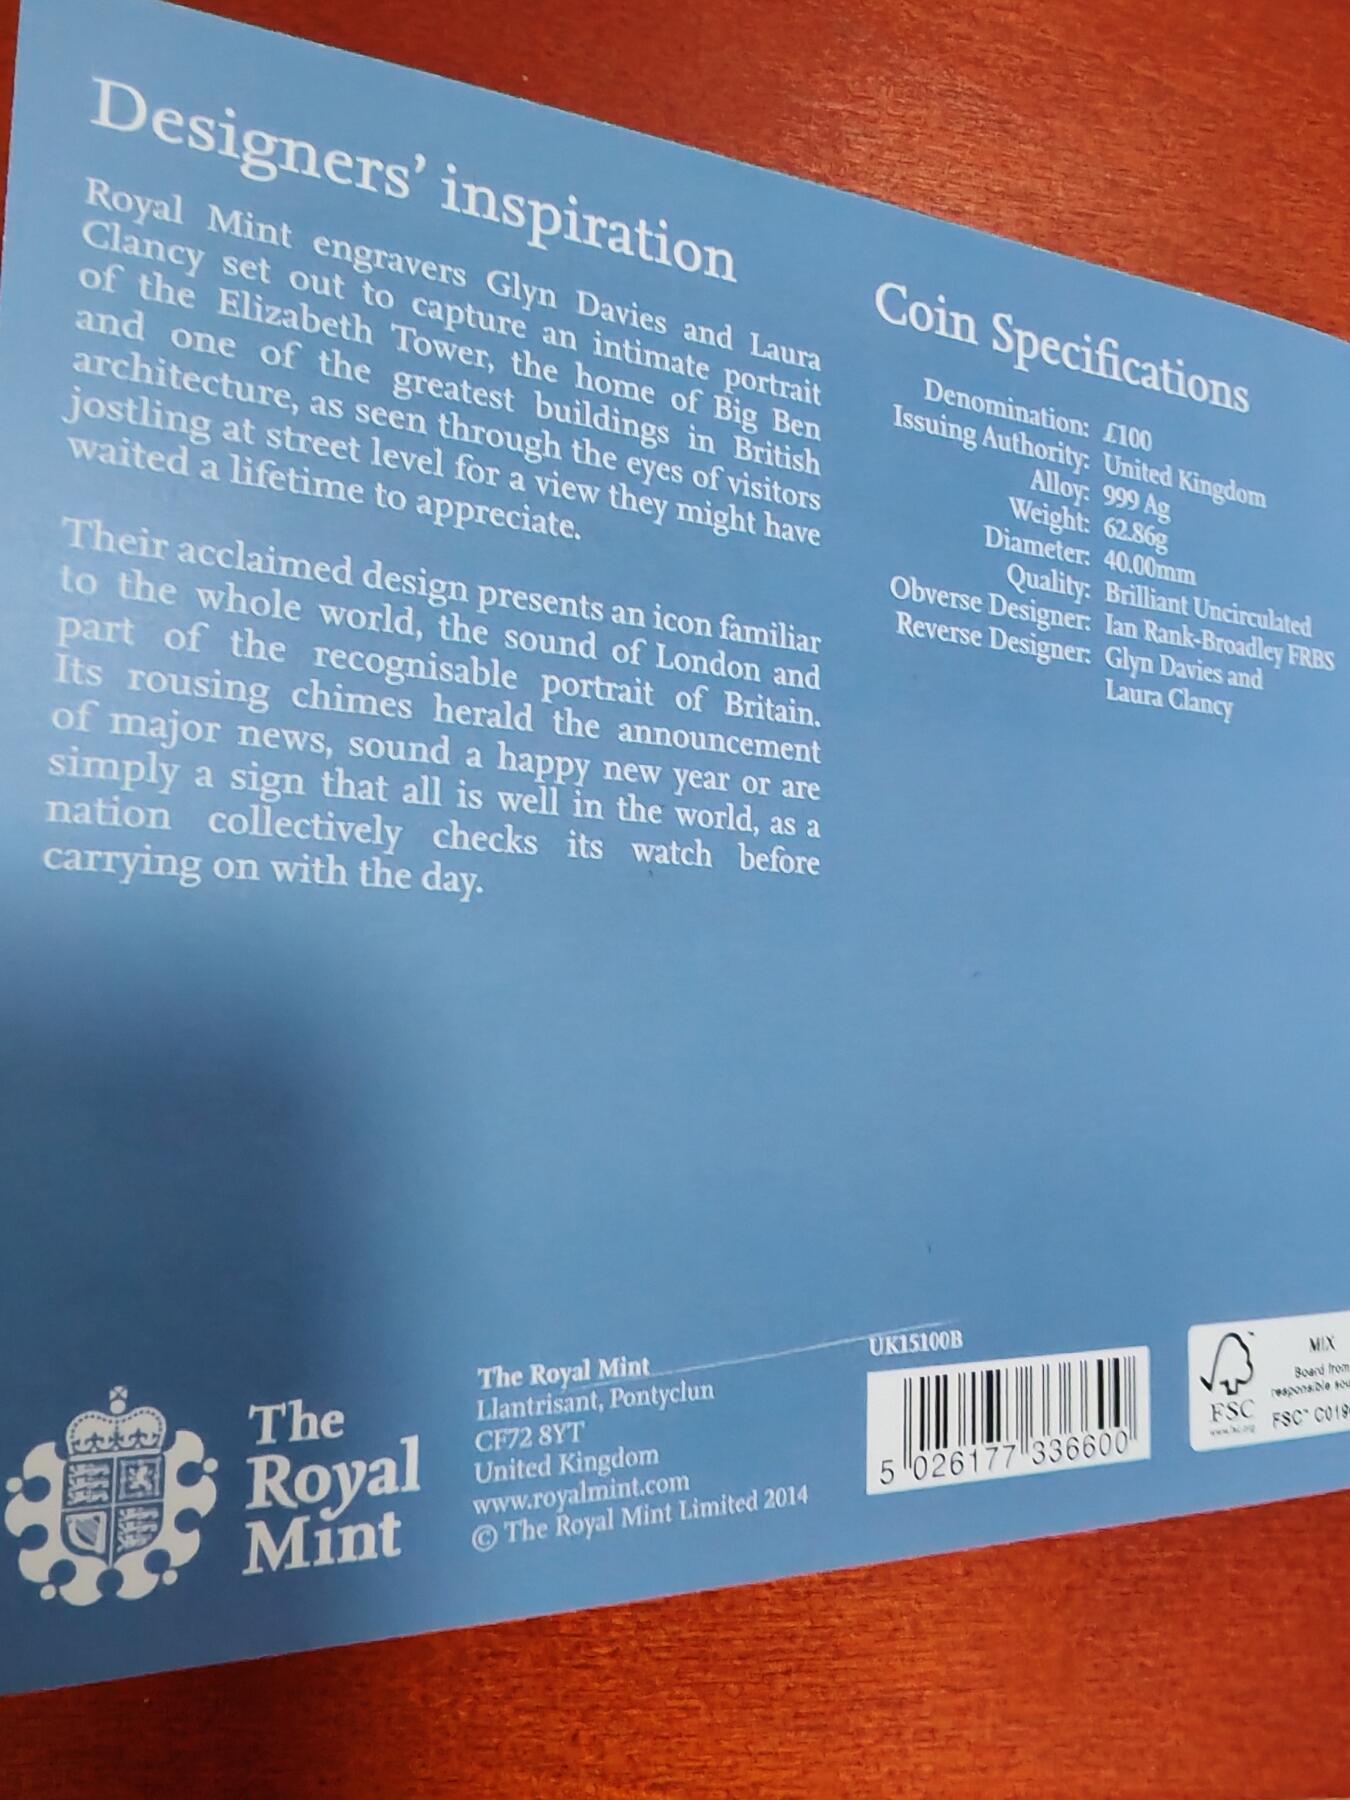 Designers' inspiration
Royal Mint engravers Glyn Davies and Laura
Clancy set out to capture an intimate portrait
of the Elizabeth Tower, the home of Big Ben
and one of the greatest buildings in British
architecture, as seen through the eyes of visitors
jostling at street level for a view they might have
waited a lifetime to appreciate.
Their acclaimed design presents an icon familiar
to the whole world, the sound of London and
part of the recognisable portrait of Britain.
Its rousing chimes herald the announcement
of major news, sound a happy new year or are
simply a sign that all is well in the world, as a
nation collectively checks its watch before
carrying on with the day.
Coin Specifications
Denomination: £100
Issuing Authority: United Kingdom
Alloy: 999 Ag
Weight: 62.86g
Diameter: 40.00mm
Quality: Brilliant Uncirculated
Obverse Designer: Ian Rank-Broadley FRBS
Reverse Designer: Glyn Davies and
Laura Clancy
The
Royal
Mint
The Royal Mint
Llantrisant, Pontyclun
CF72 8YT
United Kingdom
www.royalmint.com
© The Royal Mint Limited 2014
UK15100B
5 026177 336600
FSC
www.fsc.org
MIX
Board from
responsible
FSC™